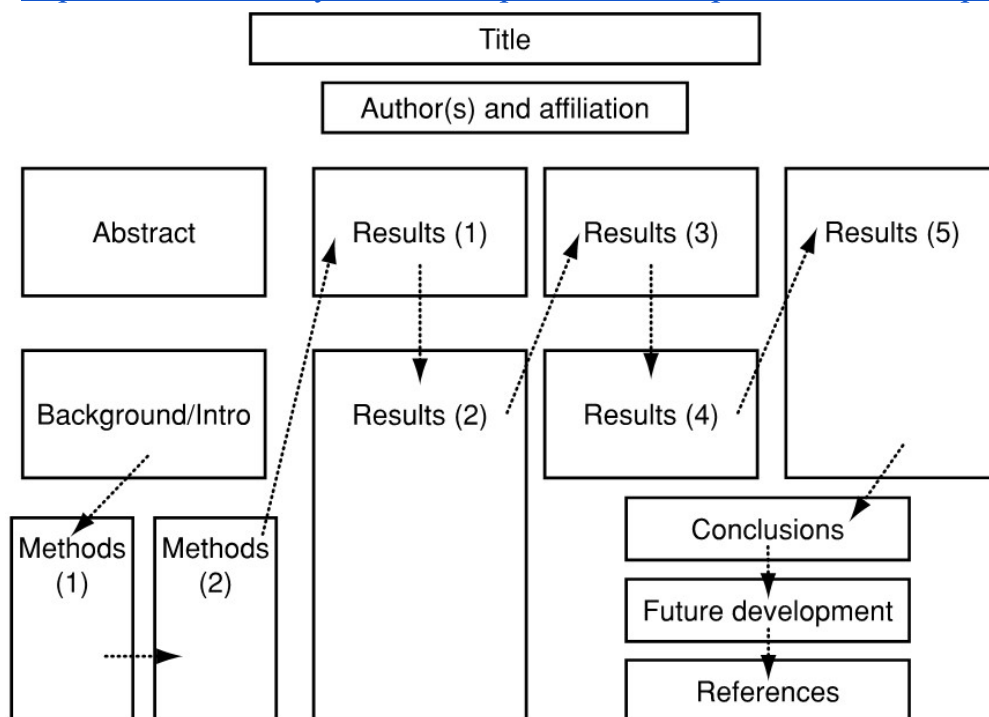 Title
Author(s) and affiliation
Abstract
Background/Intro
Methods
(1)
Methods
(2)
Results (1)
Results (2)
Results (3)
Results (4)
Results (5)
Conclusions
Future development
References